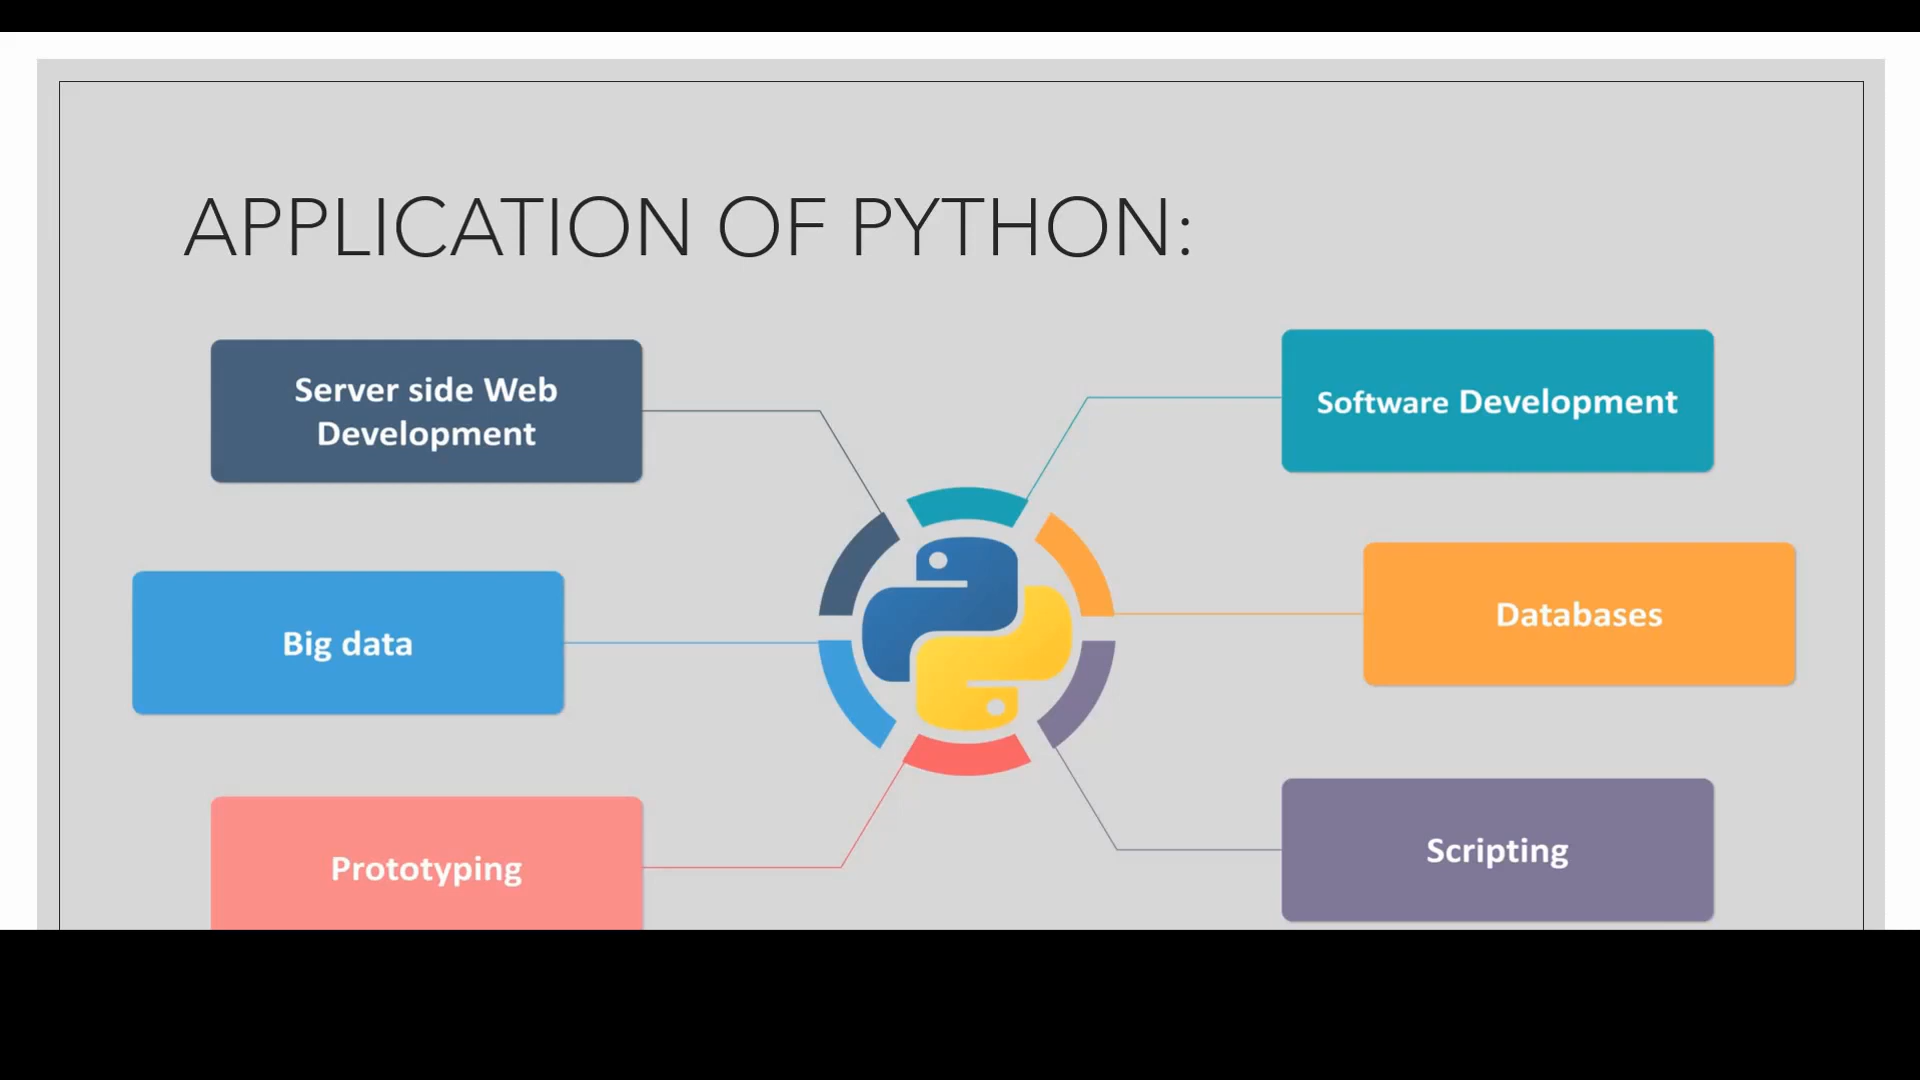 APPLICATION OF PYTHON:
Server side Web
Development
Software Development
Big data
Databases
Prototyping
Scripting